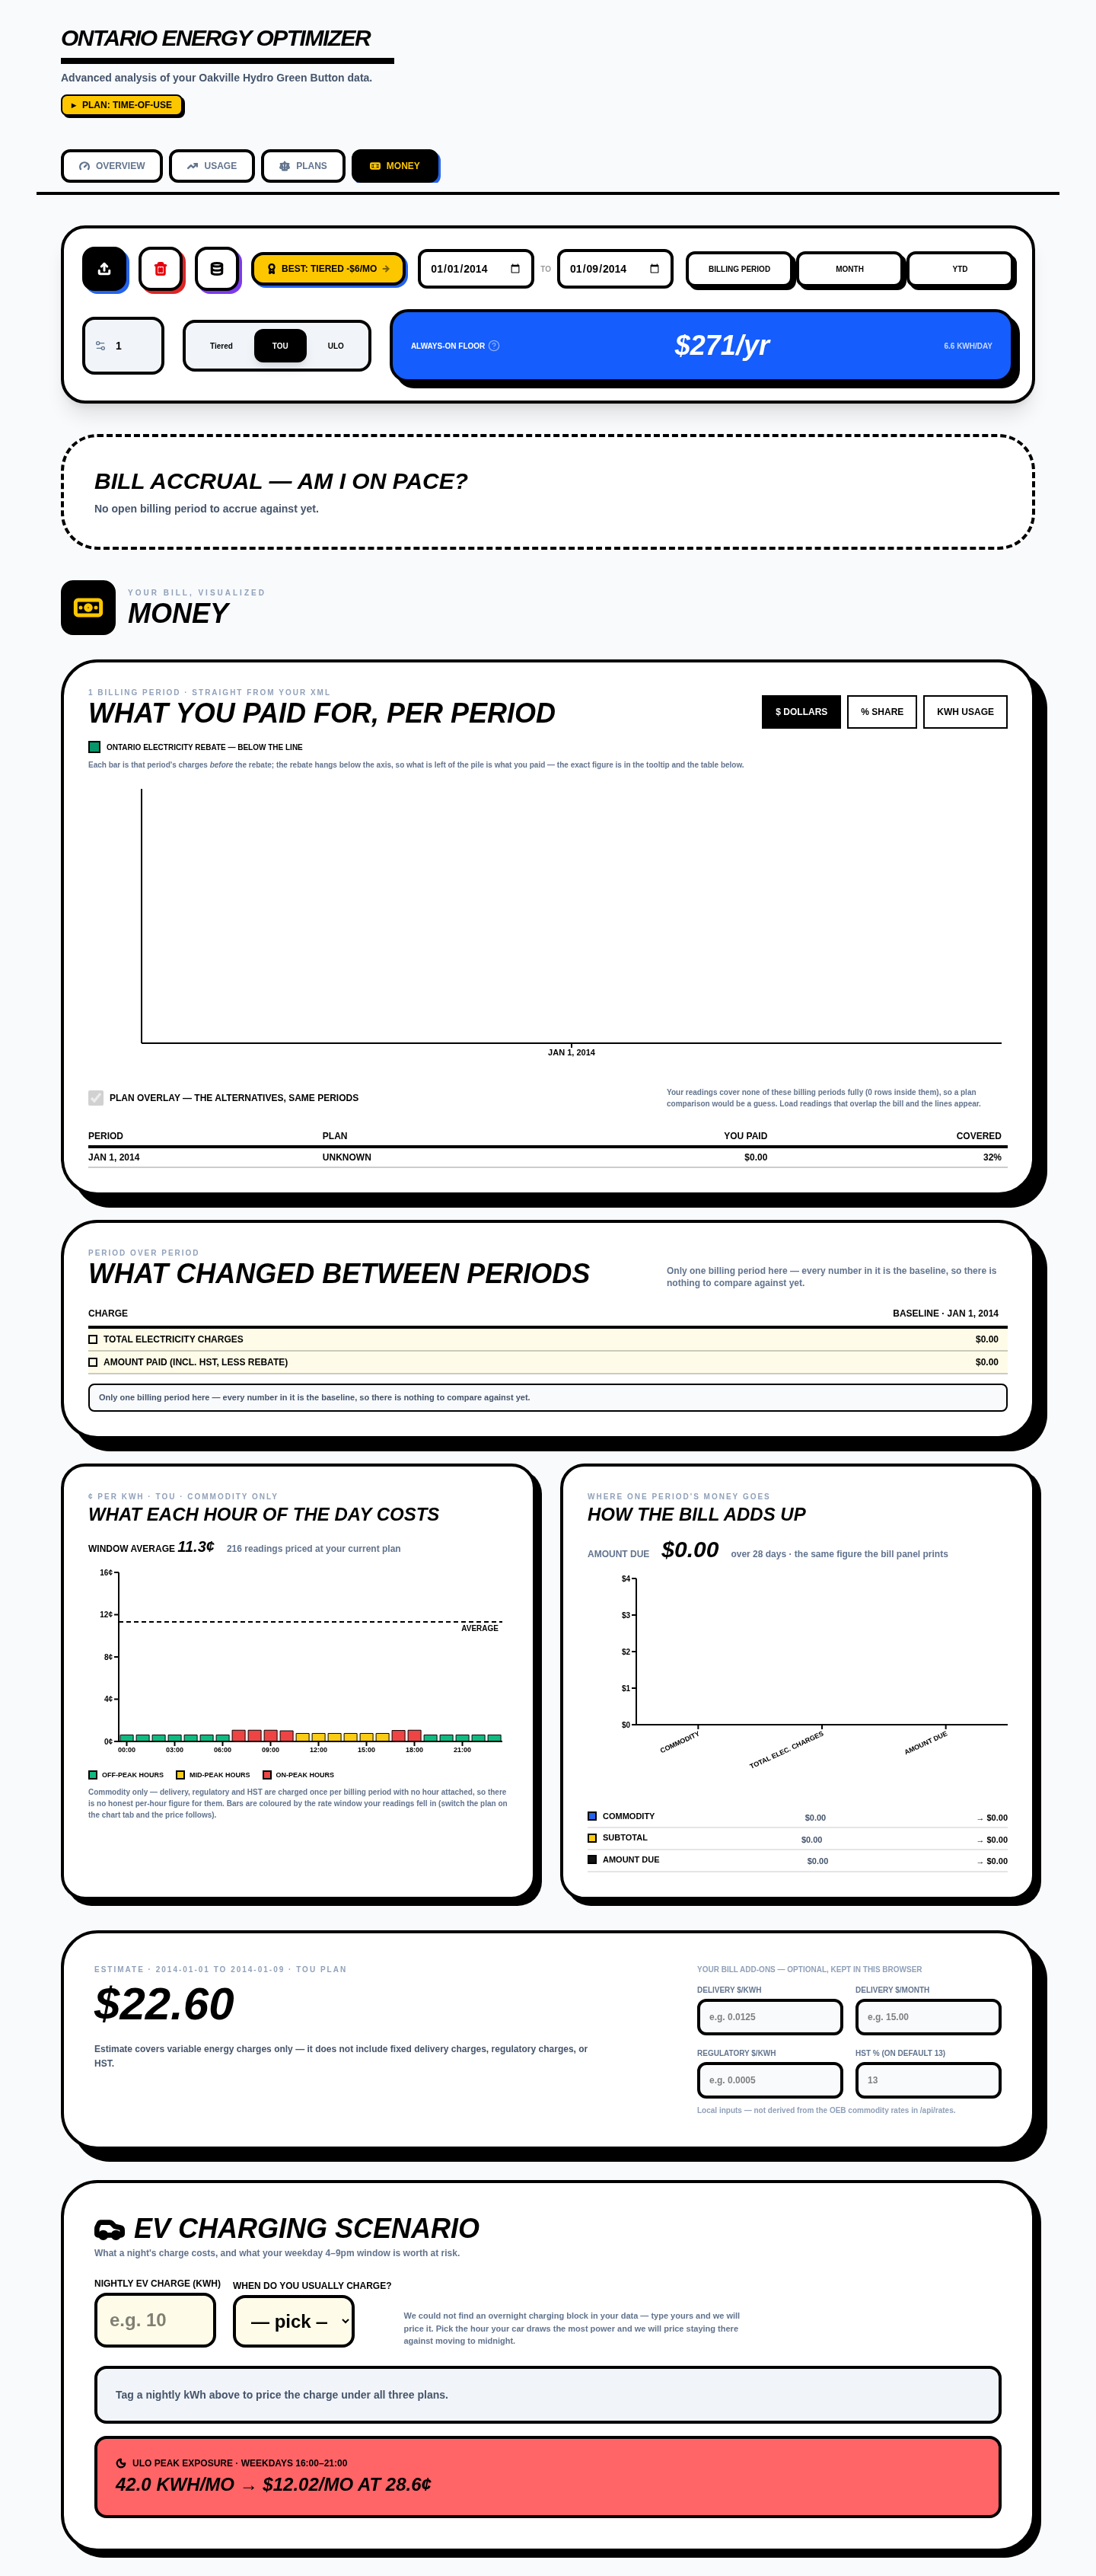 ONTARIO ENERGY OPTIMIZER
Advanced analysis of your Oakville Hydro Green Button data.
▸ PLAN: TIME-OF-USE
OVERVIEW
USAGE
PLANS
MONEY
BEST: TIERED -$6/MO →
01/01/2014
TO
01/09/2014
BILLING PERIOD
MONTH
YTD
1
Tiered
TOU
ULO
ALWAYS-ON FLOOR ?
$271/yr
6.6 KWH/DAY
BILL ACCRUAL — AM I ON PACE?
No open billing period to accrue against yet.
YOUR BILL, VISUALIZED
MONEY
1 BILLING PERIOD · STRAIGHT FROM YOUR XML
WHAT YOU PAID FOR, PER PERIOD
$ DOLLARS
% SHARE
KWH USAGE
ONTARIO ELECTRICITY REBATE — BELOW THE LINE
Each bar is that period's charges before the rebate; the rebate hangs below the axis, so what is left of the pile is what you paid — the exact figure is in the tooltip and the table below.
JAN 1, 2014
PLAN OVERLAY — THE ALTERNATIVES, SAME PERIODS
Your readings cover none of these billing periods fully (0 rows inside them), so a plan
comparison would be a guess. Load readings that overlap the bill and the lines appear.
PERIOD PLAN YOU PAID COVERED
JAN 1, 2014 UNKNOWN $0.00 32%
PERIOD OVER PERIOD
WHAT CHANGED BETWEEN PERIODS
Only one billing period here — every number in it is the baseline, so there is
nothing to compare against yet.
CHARGE BASELINE · JAN 1, 2014
TOTAL ELECTRICITY CHARGES $0.00
AMOUNT PAID (INCL. HST, LESS REBATE) $0.00
Only one billing period here — every number in it is the baseline, so there is nothing to compare against yet.
¢ PER KWH · TOU · COMMODITY ONLY
WHAT EACH HOUR OF THE DAY COSTS
WINDOW AVERAGE 11.3¢ 216 readings priced at your current plan
16¢
12¢
AVERAGE
8¢
4¢
0¢
00:00 03:00 06:00 09:00 12:00 15:00 18:00 21:00
OFF-PEAK HOURS MID-PEAK HOURS ON-PEAK HOURS
Commodity only — delivery, regulatory and HST are charged once per billing period with no hour attached, so there
is no honest per-hour figure for them. Bars are coloured by the rate window your readings fell in (switch the plan on
the chart tab and the price follows).
WHERE ONE PERIOD'S MONEY GOES
HOW THE BILL ADDS UP
AMOUNT DUE $0.00 over 28 days · the same figure the bill panel prints
$4
$3
$2
$1
$0
COMMODITY
TOTAL ELEC. CHARGES
AMOUNT DUE
COMMODITY $0.00 → $0.00
SUBTOTAL $0.00 → $0.00
AMOUNT DUE $0.00 → $0.00
ESTIMATE · 2014-01-01 TO 2014-01-09 · TOU PLAN
$22.60
Estimate covers variable energy charges only — it does not include fixed delivery charges, regulatory charges, or
HST.
YOUR BILL ADD-ONS — OPTIONAL, KEPT IN THIS BROWSER
DELIVERY $/KWH
e.g. 0.0125
DELIVERY $/MONTH
e.g. 15.00
REGULATORY $/KWH
e.g. 0.0005
HST % (ON DEFAULT 13)
13
Local inputs — not derived from the OEB commodity rates in /api/rates.
EV CHARGING SCENARIO
What a night's charge costs, and what your weekday 4–9pm window is worth at risk.
NIGHTLY EV CHARGE (KWH)
e.g. 10
WHEN DO YOU USUALLY CHARGE?
— pick –
We could not find an overnight charging block in your data — type yours and we will
price it. Pick the hour your car draws the most power and we will price staying there
against moving to midnight.
Tag a nightly kWh above to price the charge under all three plans.
ULO PEAK EXPOSURE · WEEKDAYS 16:00–21:00
42.0 KWH/MO → $12.02/MO AT 28.6¢